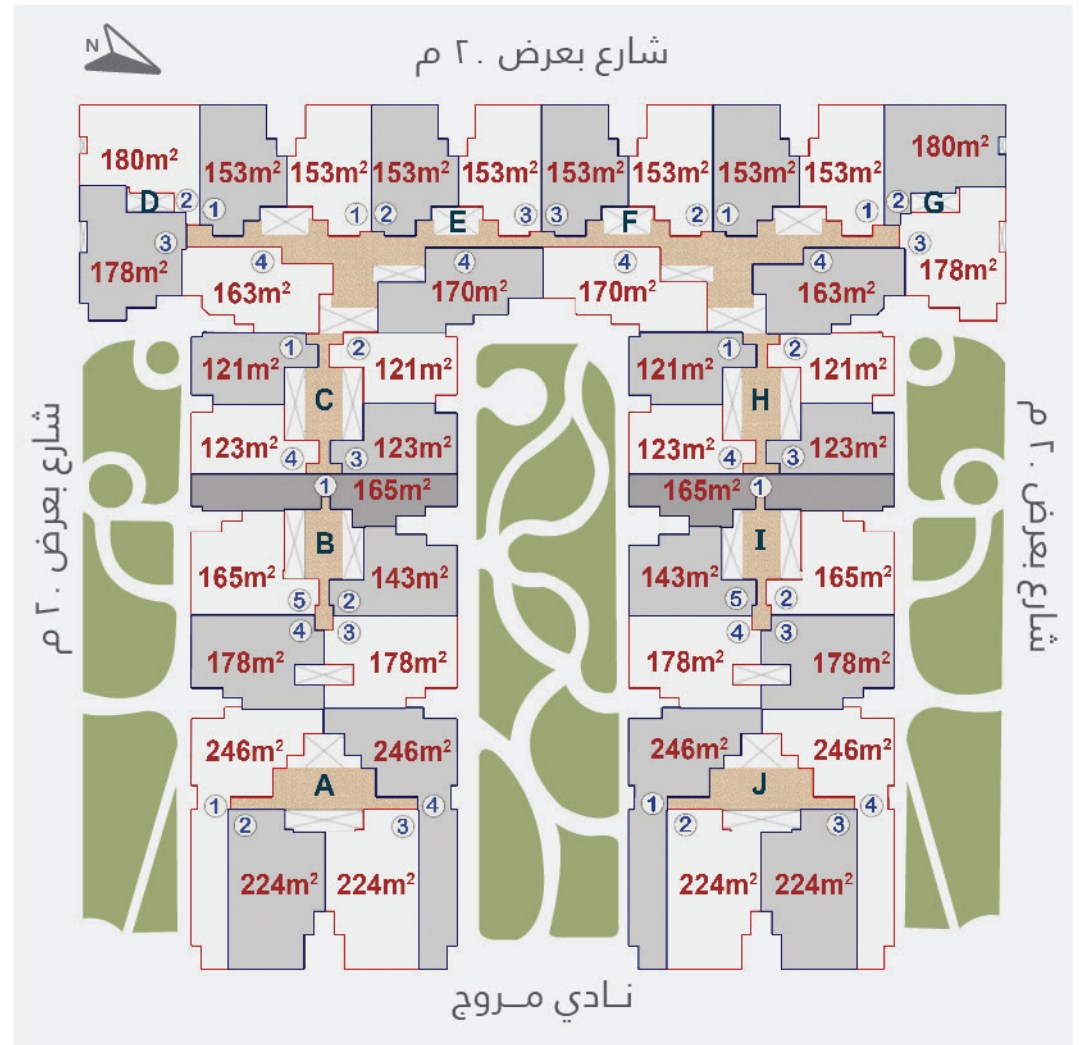 N
شارع بعرض ٢٠ م
180m²
153m²
153m²
153m²
153m²
153m²
153m²
153m²
153m²
180m²
D
2
1
1
2
E
3
3
F
2
1
1
2
G
3
4
4
4
4
3
178m²
163m²
170m²
170m²
163m²
178m²
1
2
1
2
121m²
121m²
121m²
121m²
C
H
123m²
4
3
123m²
123m²
4
3
123m²
1
165m²
165m²
1
شارع بعرض ٢٠ م
شارع بعرض ٢٠ م
B
I
165m²
143m²
143m²
165m²
5
2
5
2
4
3
4
3
178m²
178m²
178m²
178m²
246m²
246m²
246m²
246m²
A
J
1
2
3
4
1
2
3
4
224m²
224m²
224m²
224m²
نادي مروج